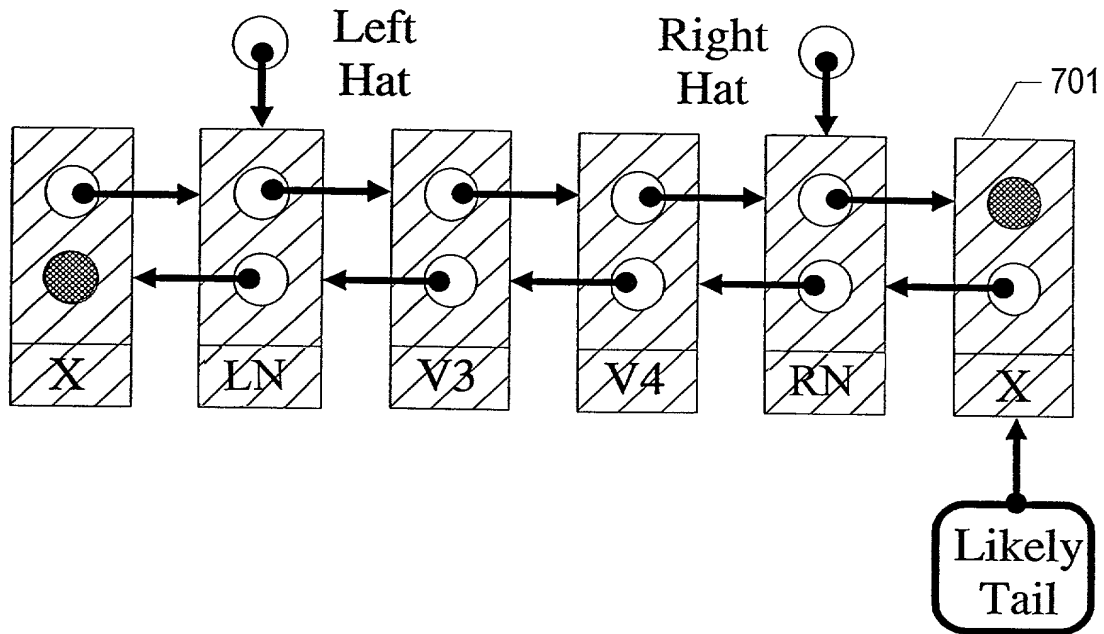 Left
Hat
Right
Hat
701
X
LN
V3
V4
RN
X
Likely
Tail